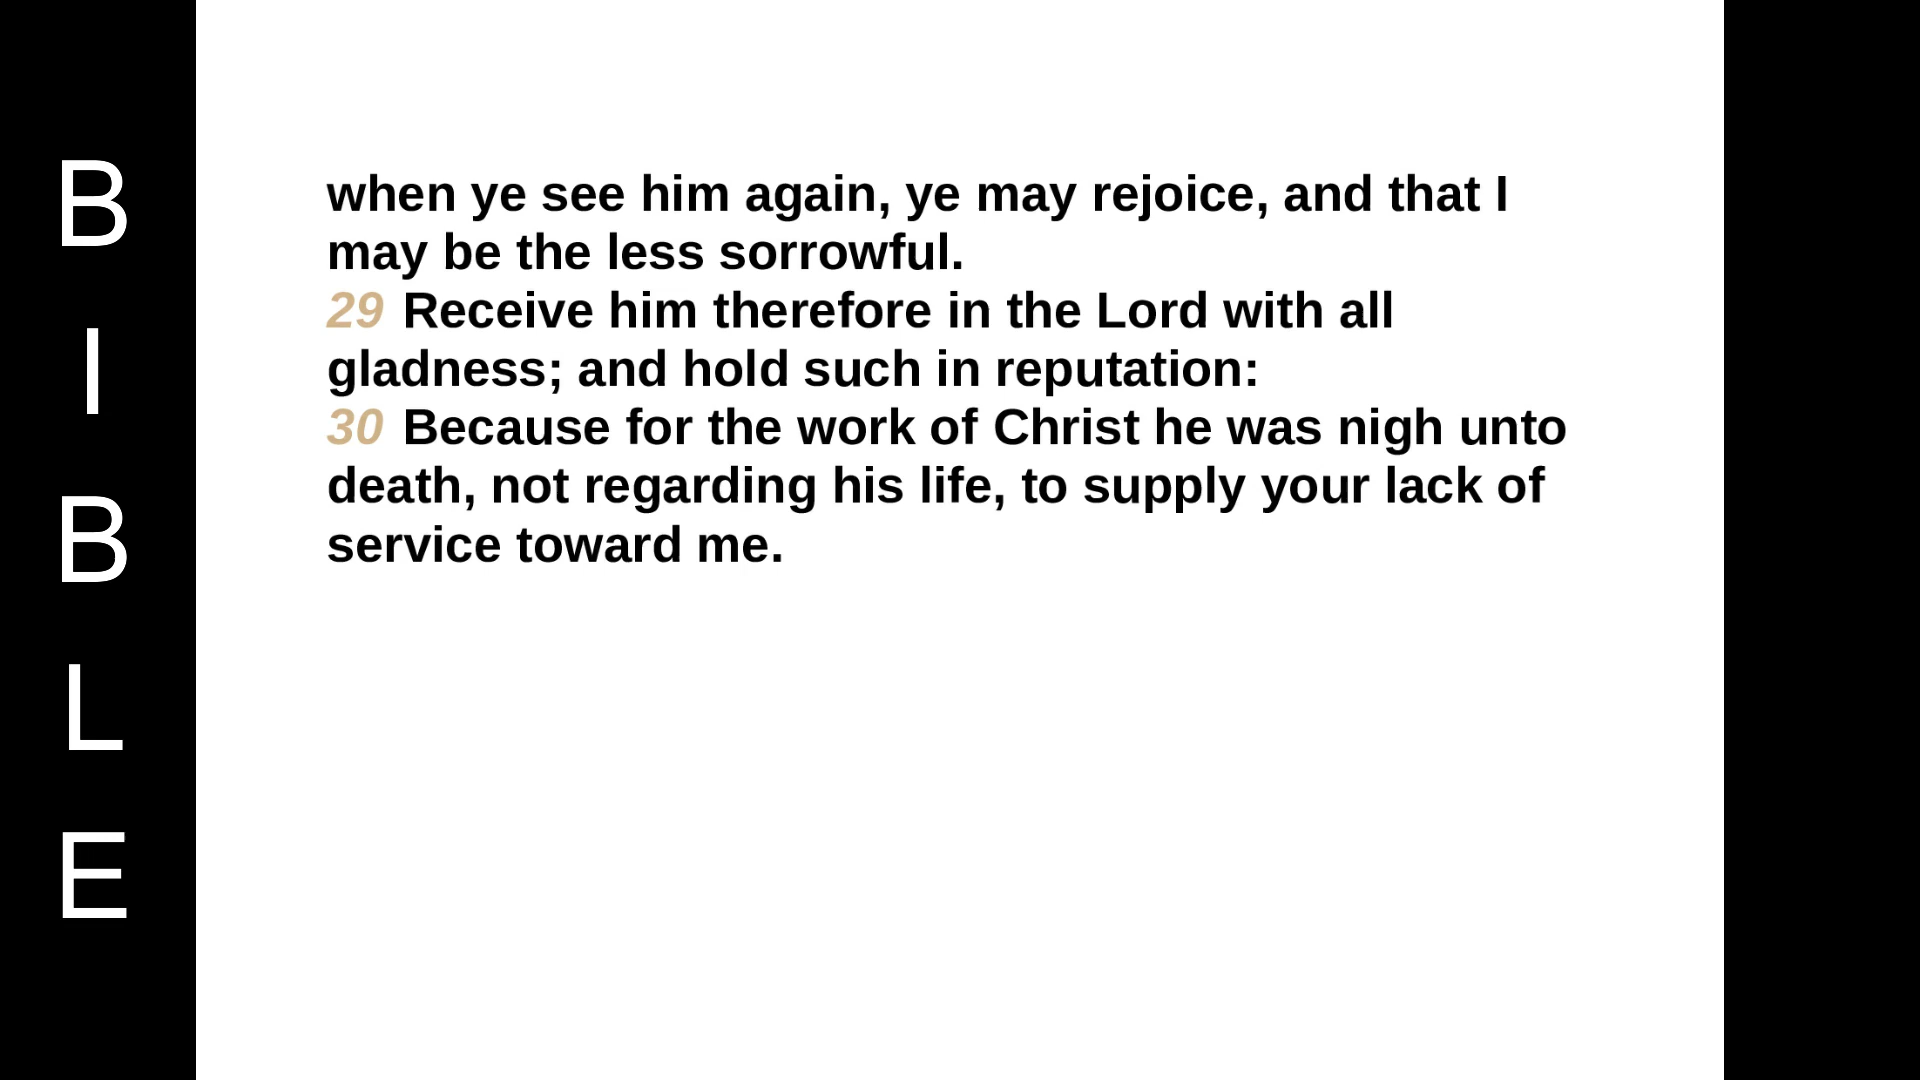 B
I
B
L
E
when ye see him again, ye may rejoice, and that I
may be the less sorrowful.
29 Receive him therefore in the Lord with all
gladness; and hold such in reputation:
30 Because for the work of Christ he was nigh unto
death, not regarding his life, to supply your lack of
service toward me.